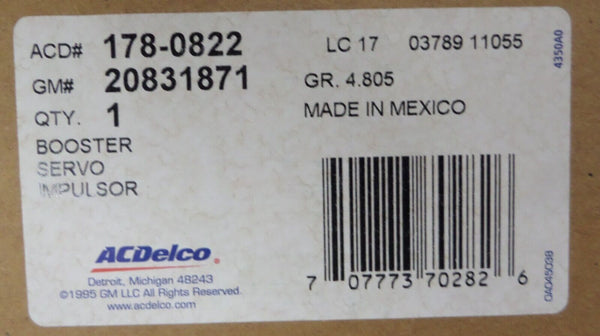 ACD# 178-0822 LC 17 03789 11055
GM# 20831871 GR. 4.805
QTY. 1 MADE IN MEXICO
BOOSTER
SERVO
IMPULSOR
ACDelco
Detroit, Michigan 48243
©1995 GM LLC All Rights Reserved.
www.acdelco.com
7 07773 70282 6
4350A0
OAD4503B